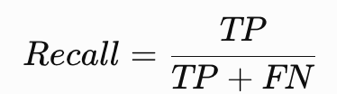 Recall = TP / (TP + FN)